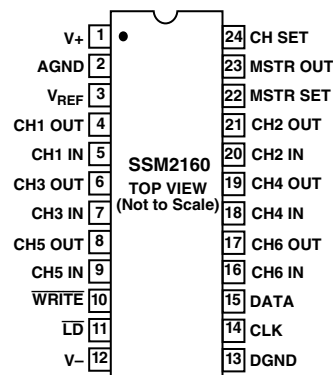 V+ 1 24 CH SET
AGND 2 23 MSTR OUT
VREF 3 22 MSTR SET
CH1 OUT 4 21 CH2 OUT
CH1 IN 5 20 CH2 IN
CH3 OUT 6 19 CH4 OUT
CH3 IN 7 18 CH4 IN
CH5 OUT 8 17 CH6 OUT
CH5 IN 9 16 CH6 IN
WRITE 10 15 DATA
LD 11 14 CLK
V– 12 13 DGND
SSM2160
TOP VIEW
(Not to Scale)